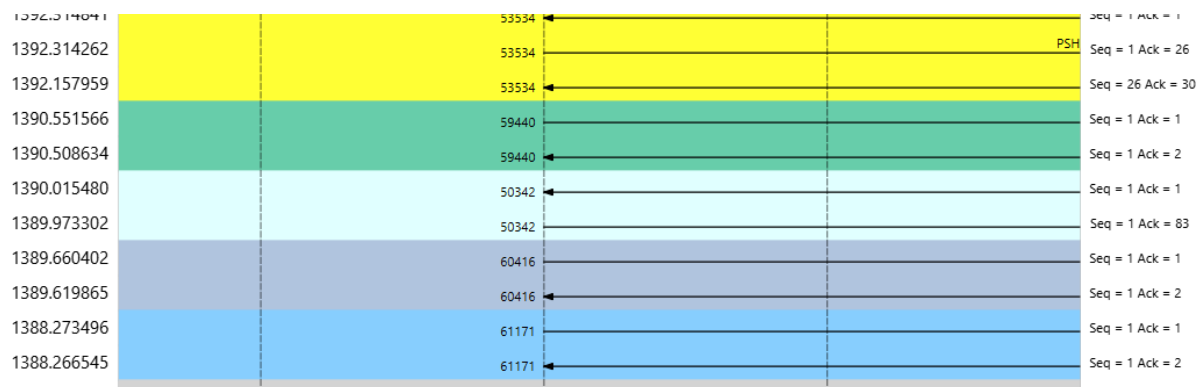 1392.314841 53534 Seq = 1 Ack = 1
1392.314262 53534 PSH Seq = 1 Ack = 26
1392.157959 53534 Seq = 26 Ack = 30
1390.551566 59440 Seq = 1 Ack = 1
1390.508634 59440 Seq = 1 Ack = 2
1390.015480 50342 Seq = 1 Ack = 1
1389.973302 50342 Seq = 1 Ack = 83
1389.660402 60416 Seq = 1 Ack = 1
1389.619865 60416 Seq = 1 Ack = 2
1388.273496 61171 Seq = 1 Ack = 1
1388.266545 61171 Seq = 1 Ack = 2